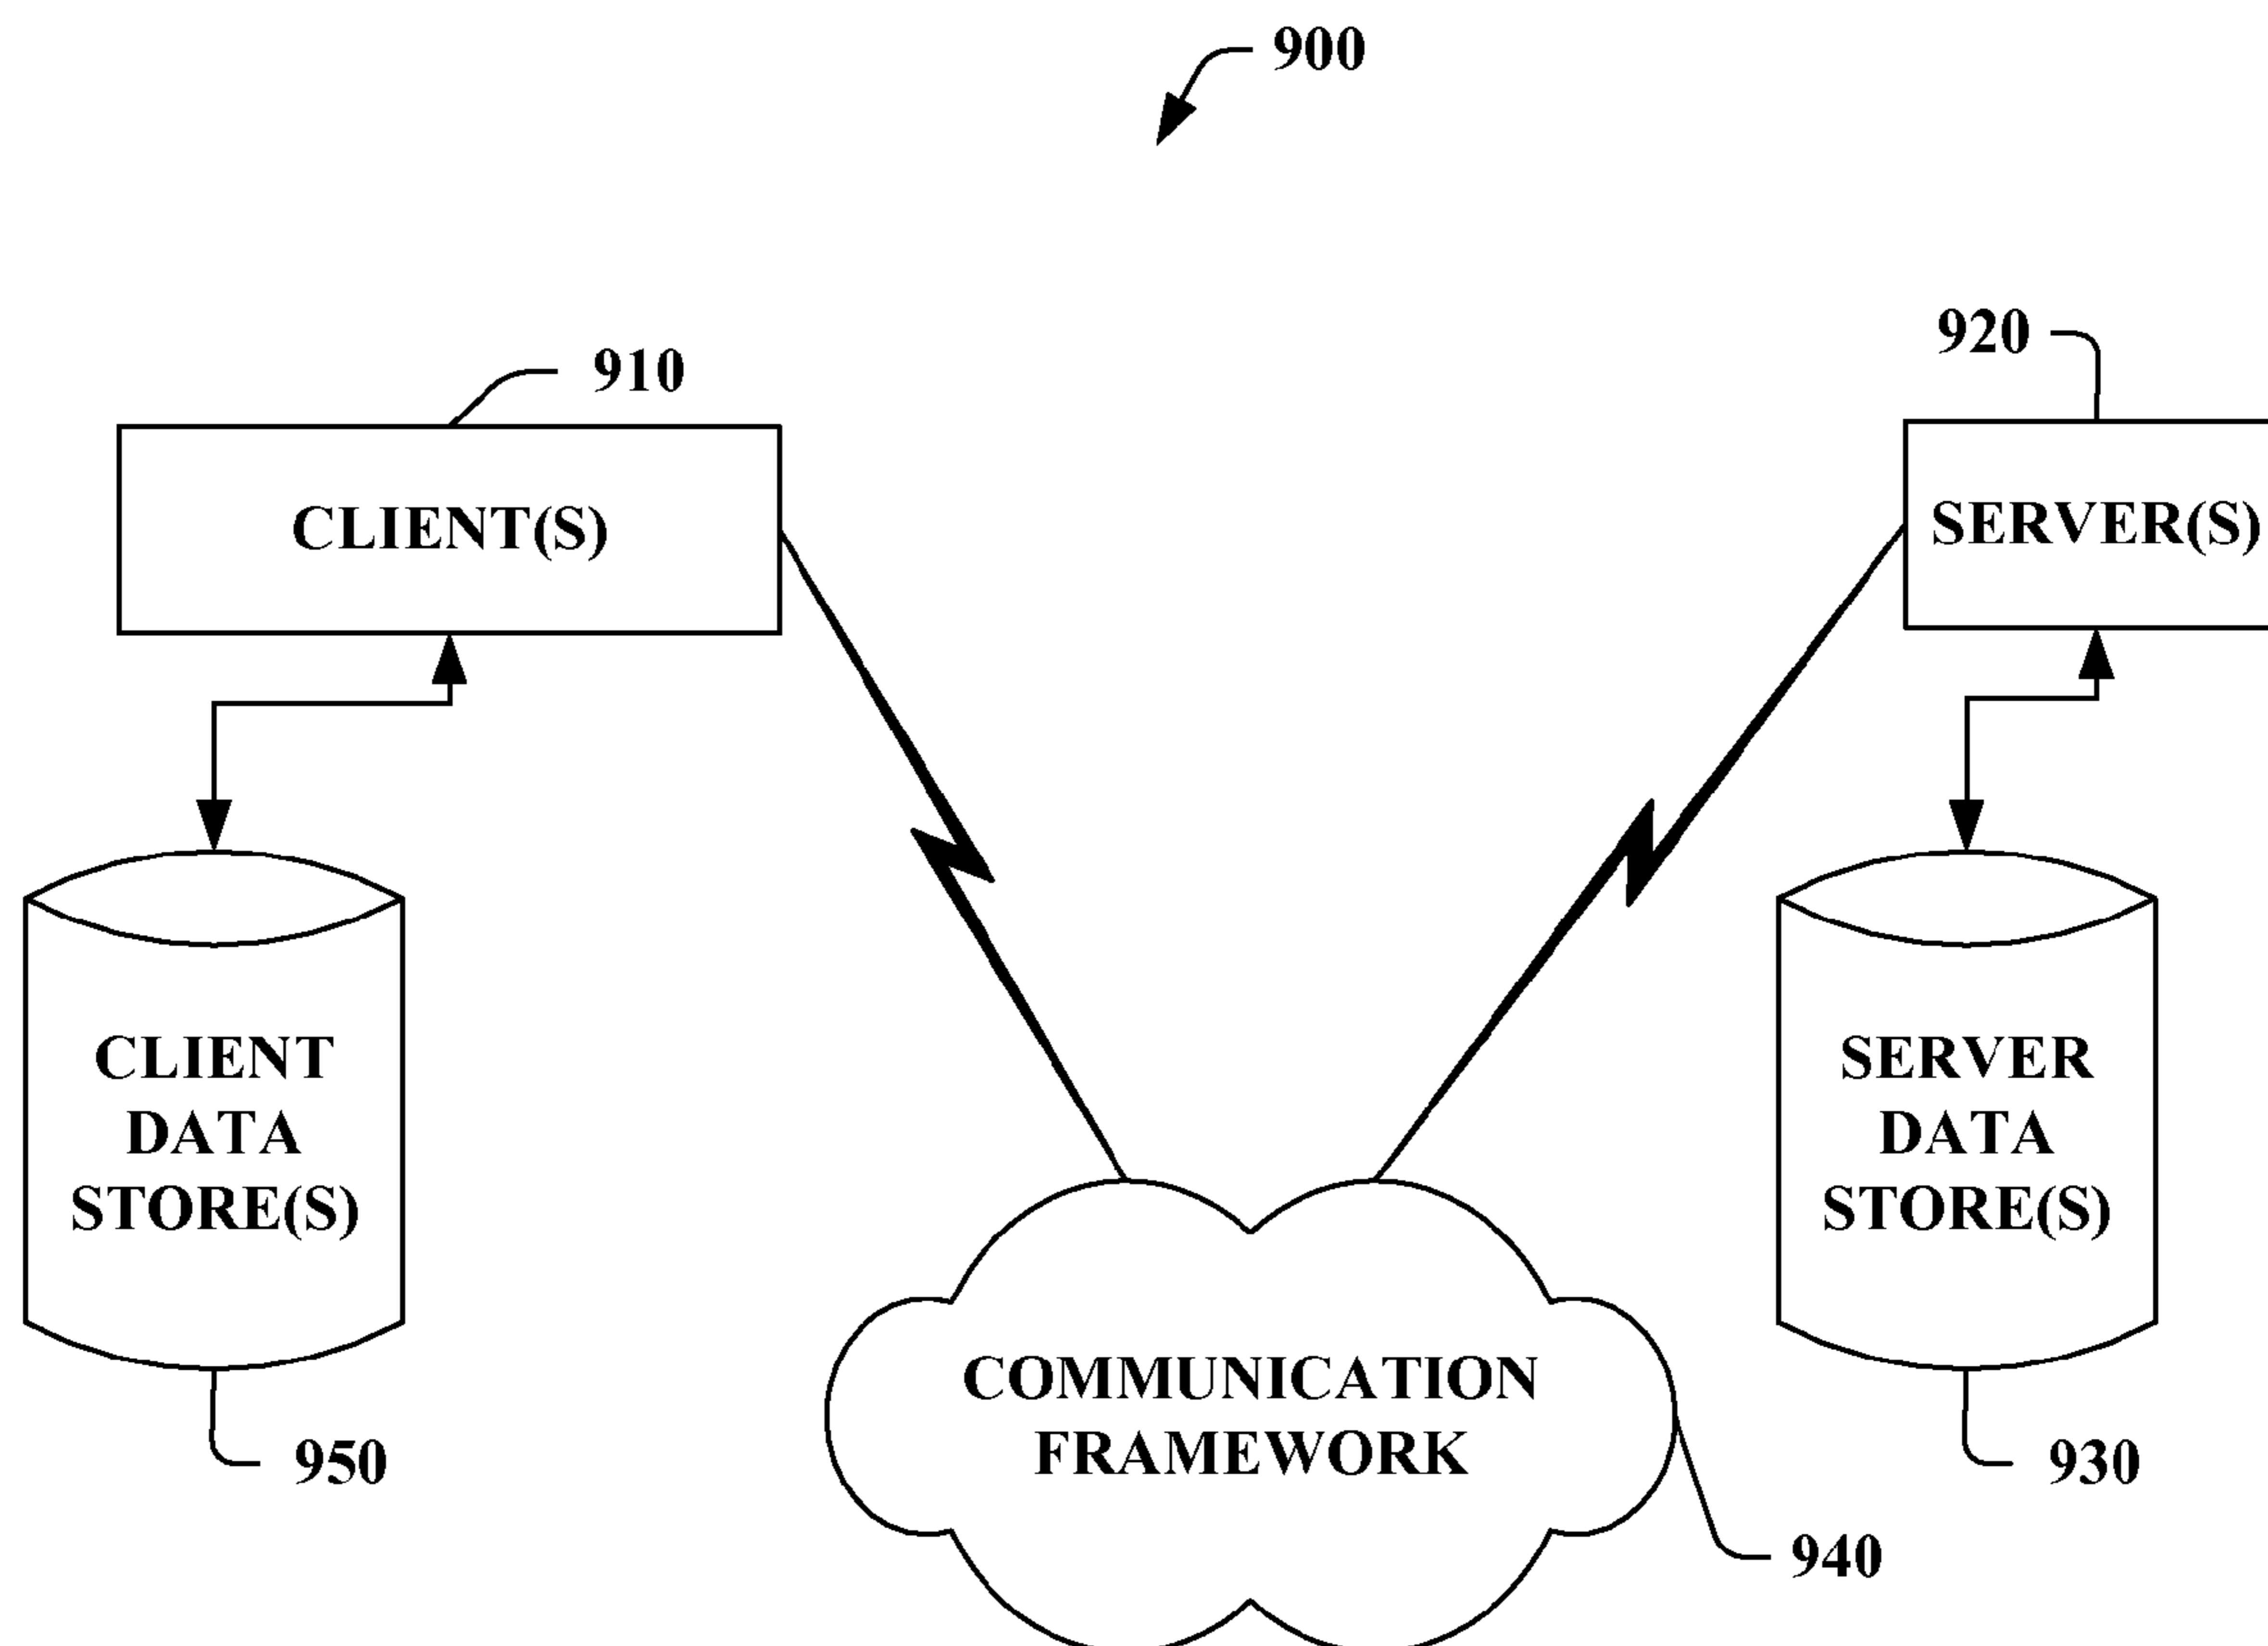 900
910
920
CLIENT(S)
SERVER(S)
CLIENT
DATA
STORE(S)
SERVER
DATA
STORE(S)
COMMUNICATION
FRAMEWORK
950
930
940